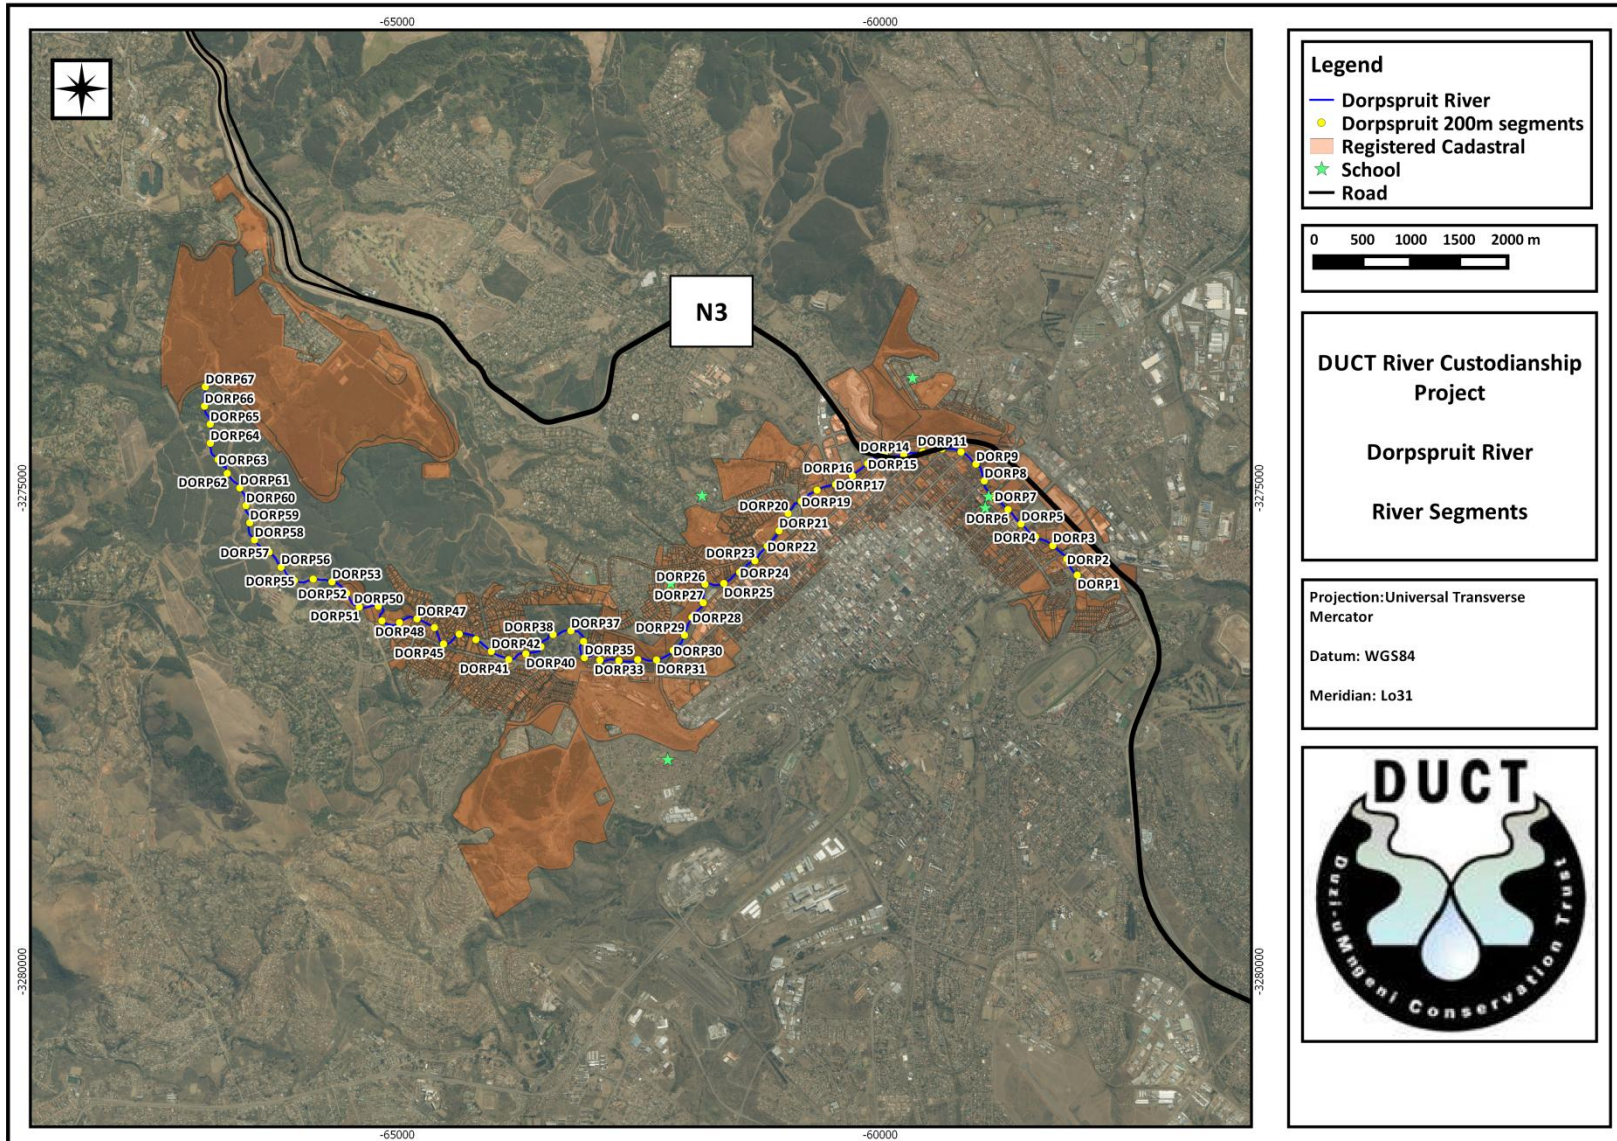 -65000
-60000
N3
DORP67
DORP66
DORP65
DORP64
DORP63
DORP62
DORP61
DORP60
DORP59
DORP58
DORP57
DORP56
DORP55
DORP53
DORP52
DORP51
DORP50
DORP48
DORP47
DORP45
DORP42
DORP41
DORP40
DORP38
DORP37
DORP35
DORP33
DORP31
DORP30
DORP29
DORP28
DORP27
DORP26
DORP25
DORP24
DORP23
DORP22
DORP21
DORP20
DORP19
DORP17
DORP16
DORP15
DORP14
DORP11
DORP9
DORP8
DORP7
DORP6
DORP5
DORP4
DORP3
DORP2
DORP1
-3275000
-3275000
-3280000
-3280000
-65000
-60000
Legend
Dorpspruit River
Dorpspruit 200m segments
Registered Cadastral
School
Road
0 500 1000 1500 2000 m
DUCT River Custodianship
Project
Dorpspruit River
River Segments
Projection:Universal Transverse
Mercator
Datum: WGS84
Meridian: Lo31
DUCT
Duzi-uMngeni Conservation Trust